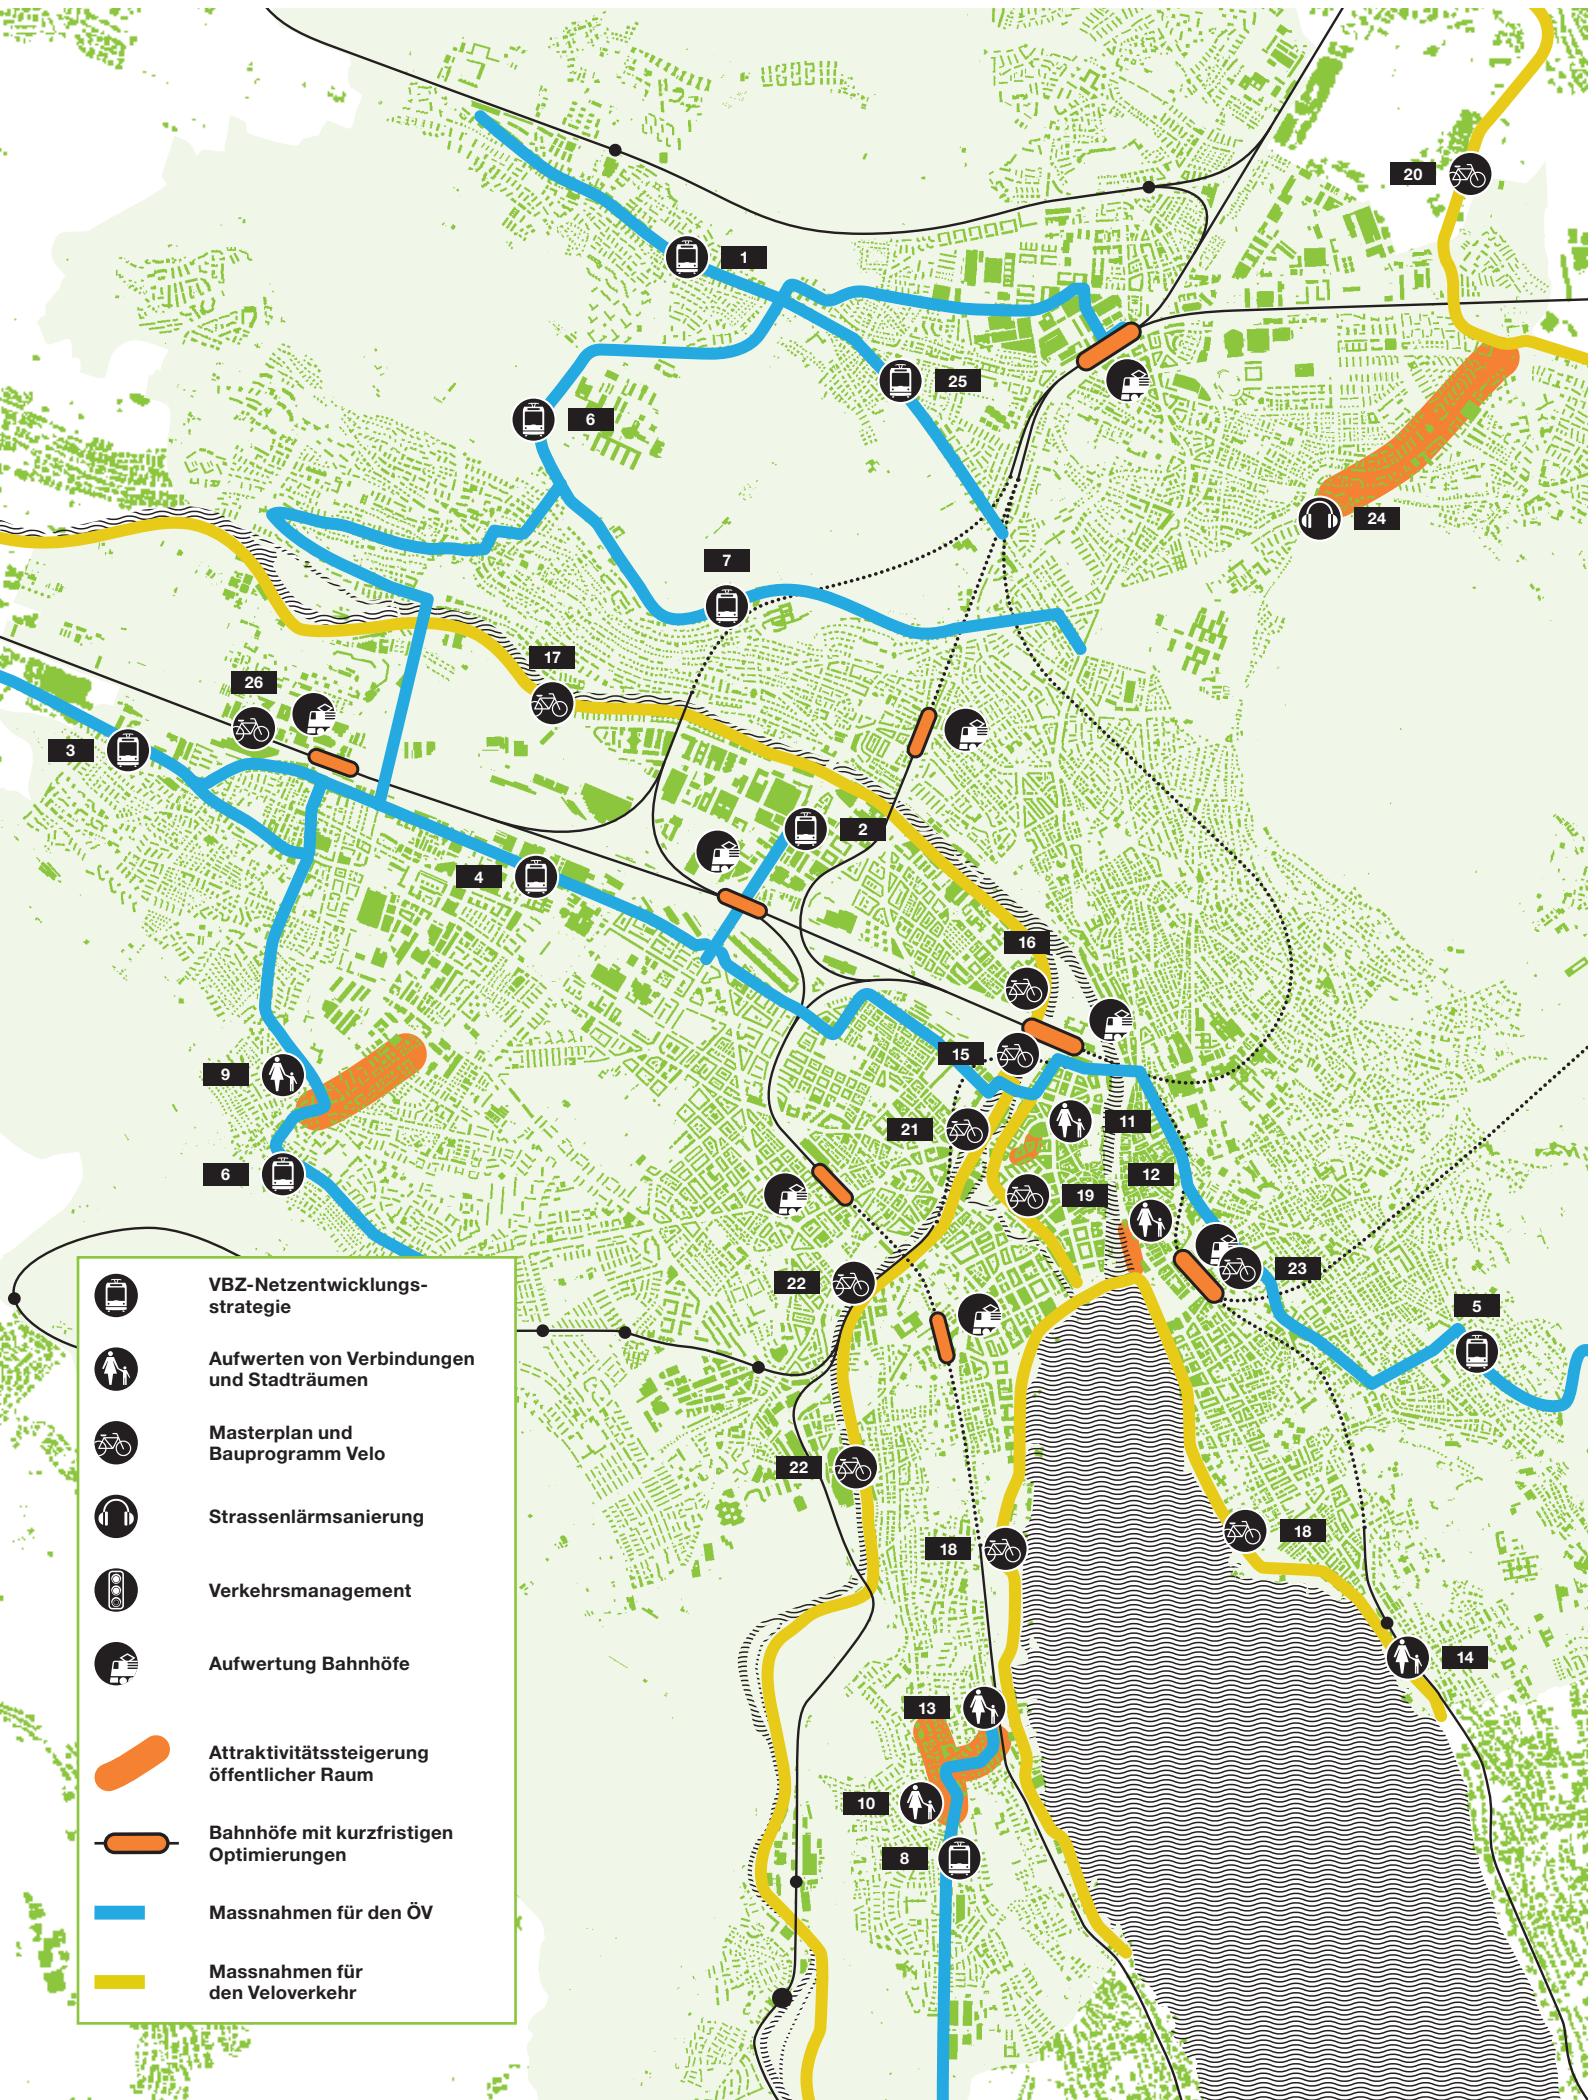 20
1
25
6
24
7
17
26
3
2
4
16
15
9
21
11
12
6
19
23
22
5
22
18
18
14
13
10
8
VBZ-Netzentwicklungs-
strategie
Aufwerten von Verbindungen
und Stadträumen
Masterplan und
Bauprogramm Velo
Strassenlärmsanierung
Verkehrsmanagement
Aufwertung Bahnhöfe
Attraktivitätssteigerung
öffentlicher Raum
Bahnhöfe mit kurzfristigen
Optimierungen
Massnahmen für den ÖV
Massnahmen für
den Veloverkehr